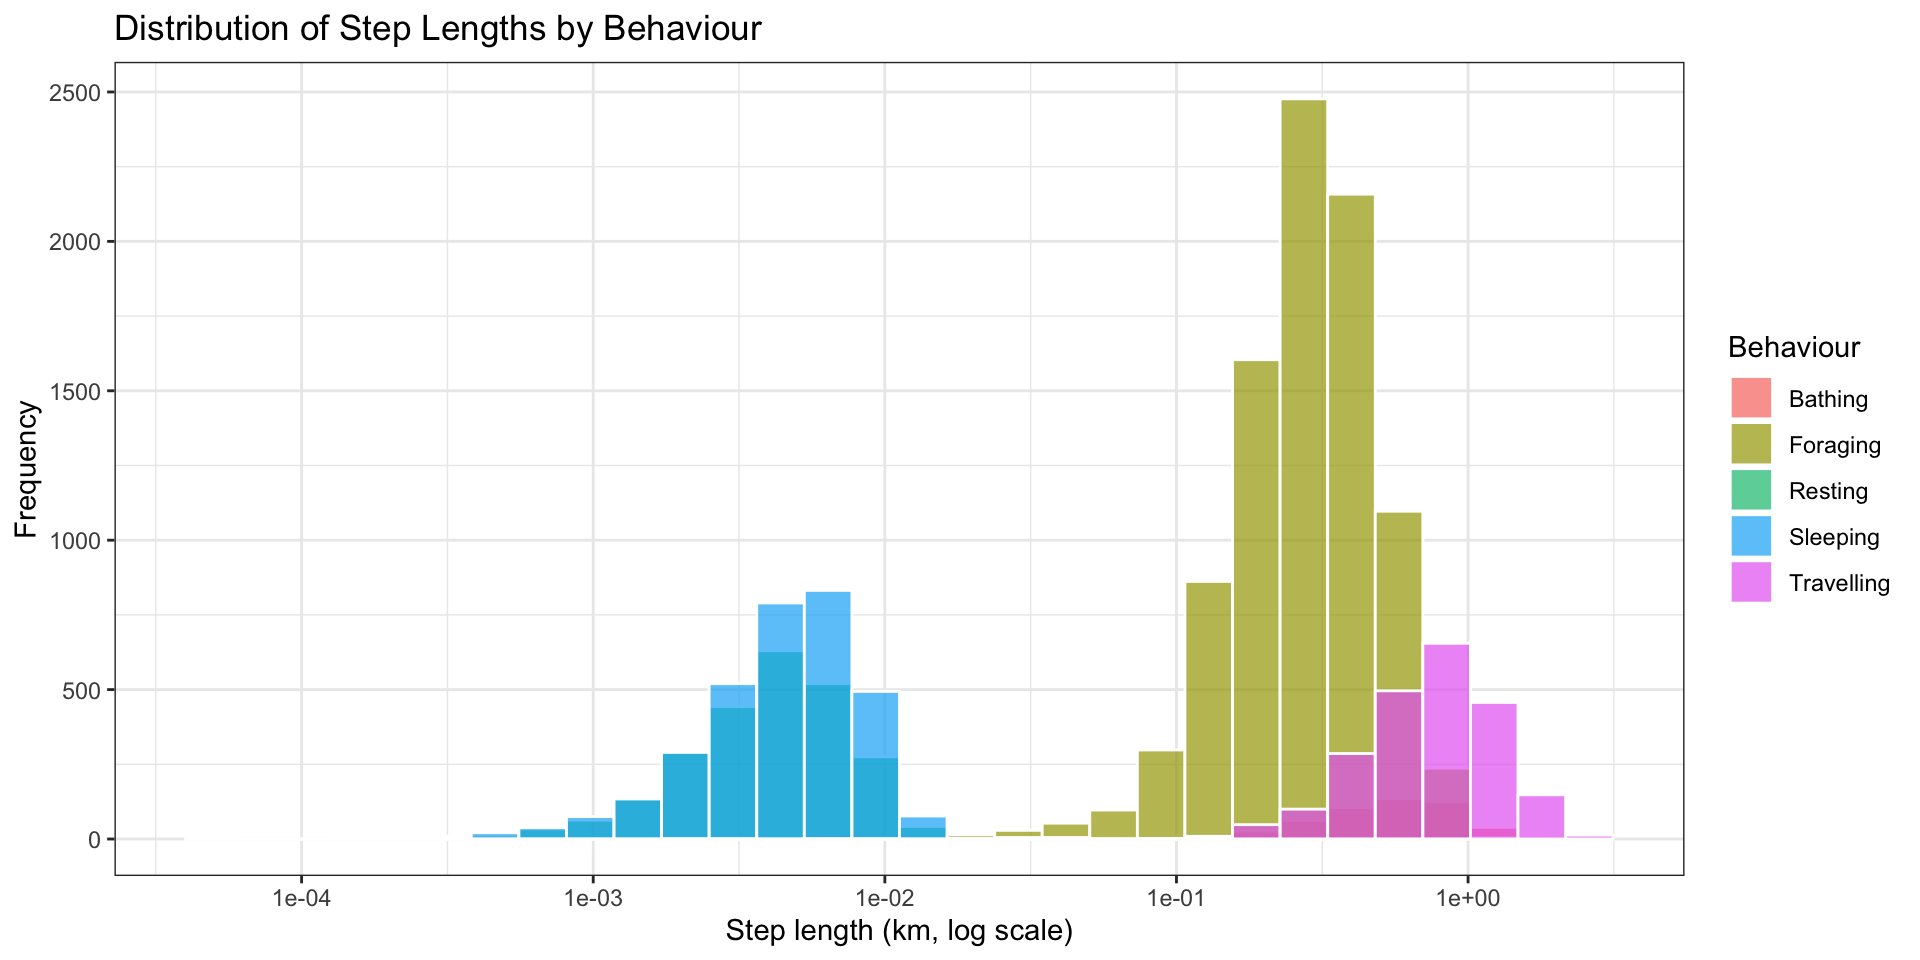 Distribution of Step Lengths by Behaviour
Frequency
2500
2000
1500
1000
500
0
1e-04 1e-03 1e-02 1e-01 1e+00
Step length (km, log scale)
Behaviour
Bathing
Foraging
Resting
Sleeping
Travelling